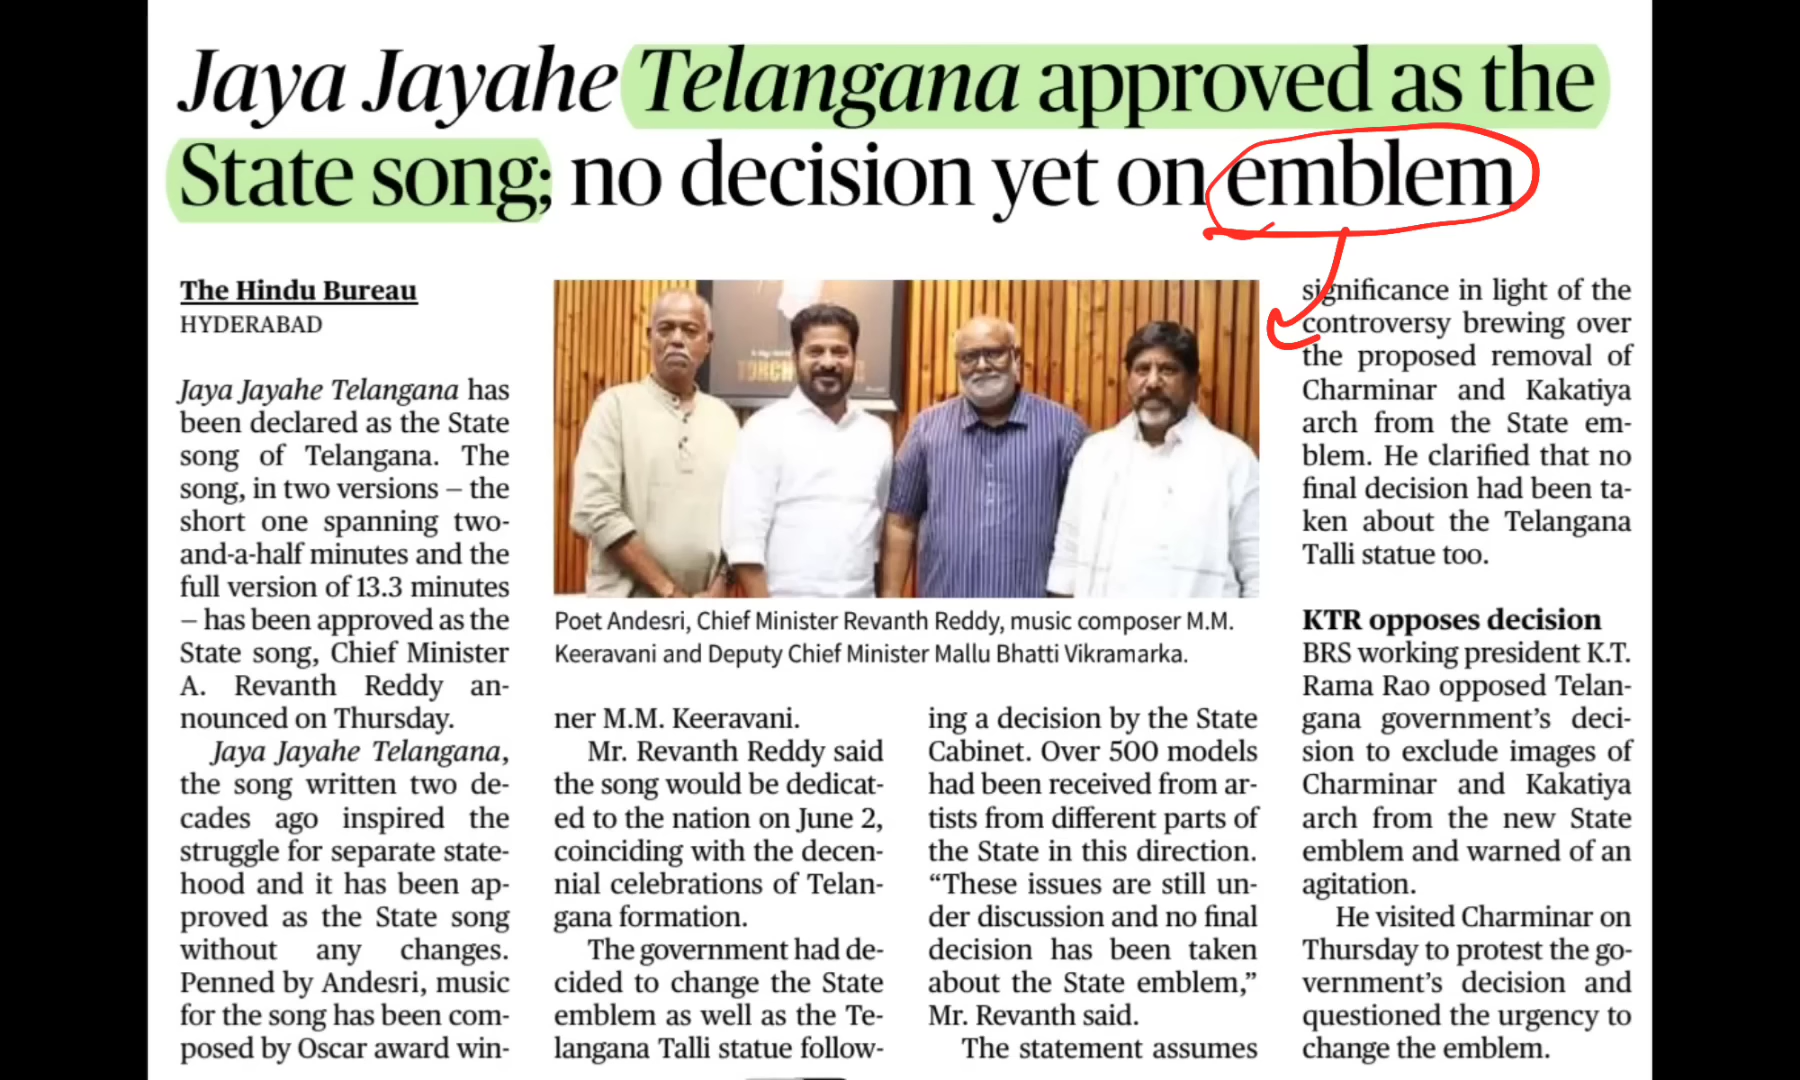 Jaya Jayahe Telangana approved as the
State song; no decision yet on emblem
The Hindu Bureau
HYDERABAD
Jaya Jayahe Telangana has
been declared as the State
song of Telangana. The
song, in two versions – the
short one spanning two-
and-a-half minutes and the
full version of 13.3 minutes
– has been approved as the
State song, Chief Minister
A. Revanth Reddy an-
nounced on Thursday.
Jaya Jayahe Telangana,
the song written two de-
cades ago inspired the
struggle for separate state-
hood and it has been ap-
proved as the State song
without any changes.
Penned by Andesri, music
for the song has been com-
posed by Oscar award win-
TORCH
Poet Andesri, Chief Minister Revanth Reddy, music composer M.M.
Keeravani and Deputy Chief Minister Mallu Bhatti Vikramarka.
ner M.M. Keeravani.
Mr. Revanth Reddy said
the song would be dedicat-
ed to the nation on June 2,
coinciding with the decen-
nial celebrations of Telan-
gana formation.
The government had de-
cided to change the State
emblem as well as the Te-
langana Talli statue follow-
ing a decision by the State
Cabinet. Over 500 models
had been received from ar-
tists from different parts of
the State in this direction.
“These issues are still un-
der discussion and no final
decision has been taken
about the State emblem,”
Mr. Revanth said.
The statement assumes
significance in light of the
controversy brewing over
the proposed removal of
Charminar and Kakatiya
arch from the State em-
blem. He clarified that no
final decision had been ta-
ken about the Telangana
Talli statue too.
KTR opposes decision
BRS working president K.T.
Rama Rao opposed Telan-
gana government’s deci-
sion to exclude images of
Charminar and Kakatiya
arch from the new State
emblem and warned of an
agitation.
He visited Charminar on
Thursday to protest the go-
vernment’s decision and
questioned the urgency to
change the emblem.